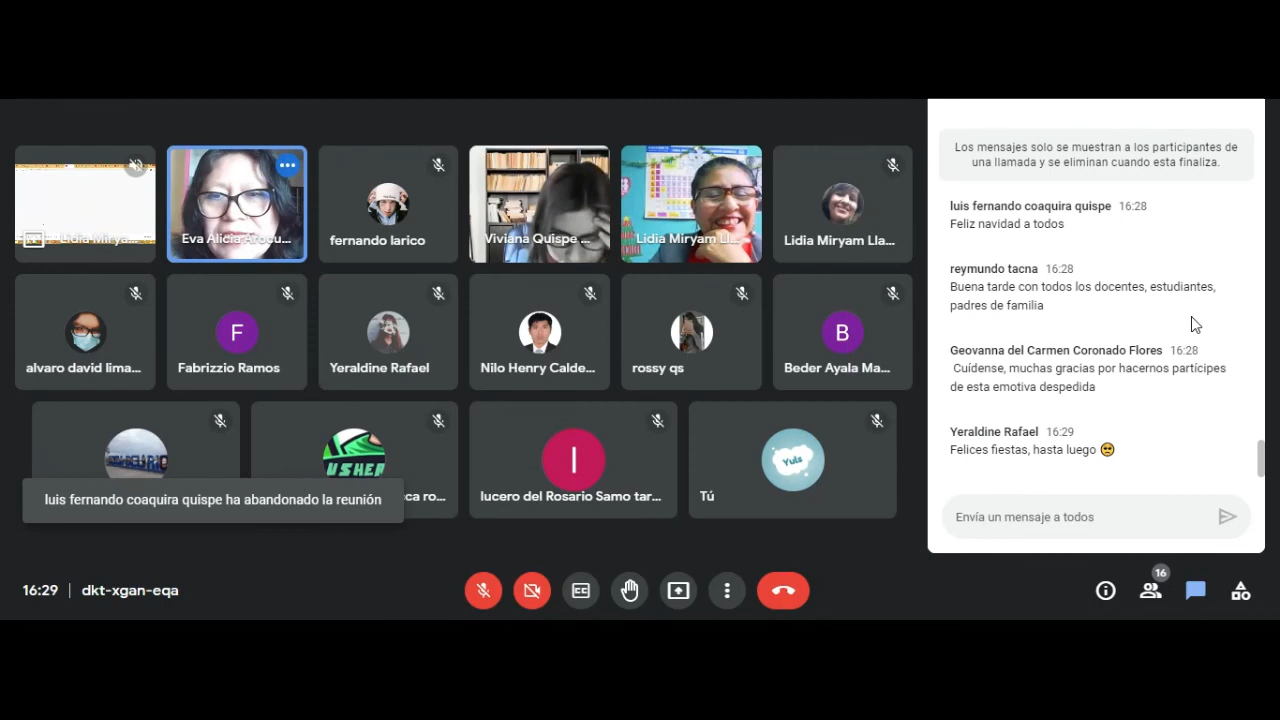 Lidia Mirya...
Eva Alicia Arocu...
fernando larico
Viviana Quispe ...
Lidia Miryam Ll...
Lidia Miryam Lla...
alvaro david lima...
F
Fabrizzio Ramos
Yeraldine Rafael
Nilo Henry Calde...
rossy qs
B
Beder Ayala Ma...
USHER
ca ro...
l
lucero del Rosario Samo tar...
Yuls
Tú
luis fernando coaquira quispe ha abandonado la reunión
16:29 | dkt-xgan-eqa
16
Los mensajes solo se muestran a los participantes de
una llamada y se eliminan cuando esta finaliza.
luis fernando coaquira quispe 16:28
Feliz navidad a todos
reymundo tacna 16:28
Buena tarde con todos los docentes, estudiantes,
padres de familia
Geovanna del Carmen Coronado Flores 16:28
Cuídense, muchas gracias por hacernos partícipes
de esta emotiva despedida
Yeraldine Rafael 16:29
Felices fiestas, hasta luego 🥺
Envía un mensaje a todos